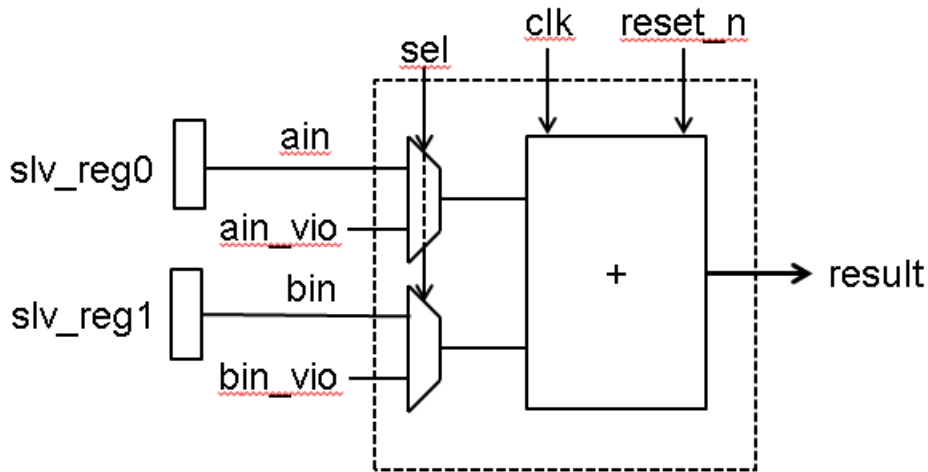 clk
reset_n
sel
ain
slv_reg0
ain_vio
bin
slv_reg1
bin_vio
+
result